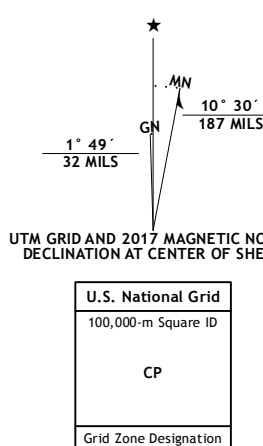 ★
MN
GN
10° 30´
187 MILS
1° 49´
32 MILS
UTM GRID AND 2017 MAGNETIC NO
DECLINATION AT CENTER OF SHE
U.S. National Grid
100,000-m Square ID
CP
Grid Zone Designation